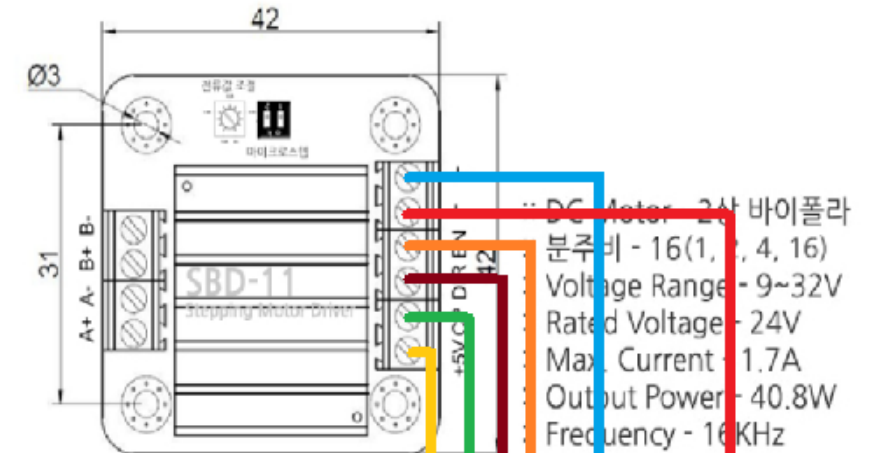 42
Ø3
전류값 조정
마이크로스텝
31
B-
B+
A-
A+
SBD-11
Stepping Motor Driver
EN
DIR
CP
+5V
42
: DC Motor - 2상 바이폴라
: 분주비 - 16(1, 2, 4, 16)
: Voltage Range - 9~32V
: Rated Voltage - 24V
: Max. Current - 1.7A
: Output Power - 40.8W
: Frequency - 16KHz